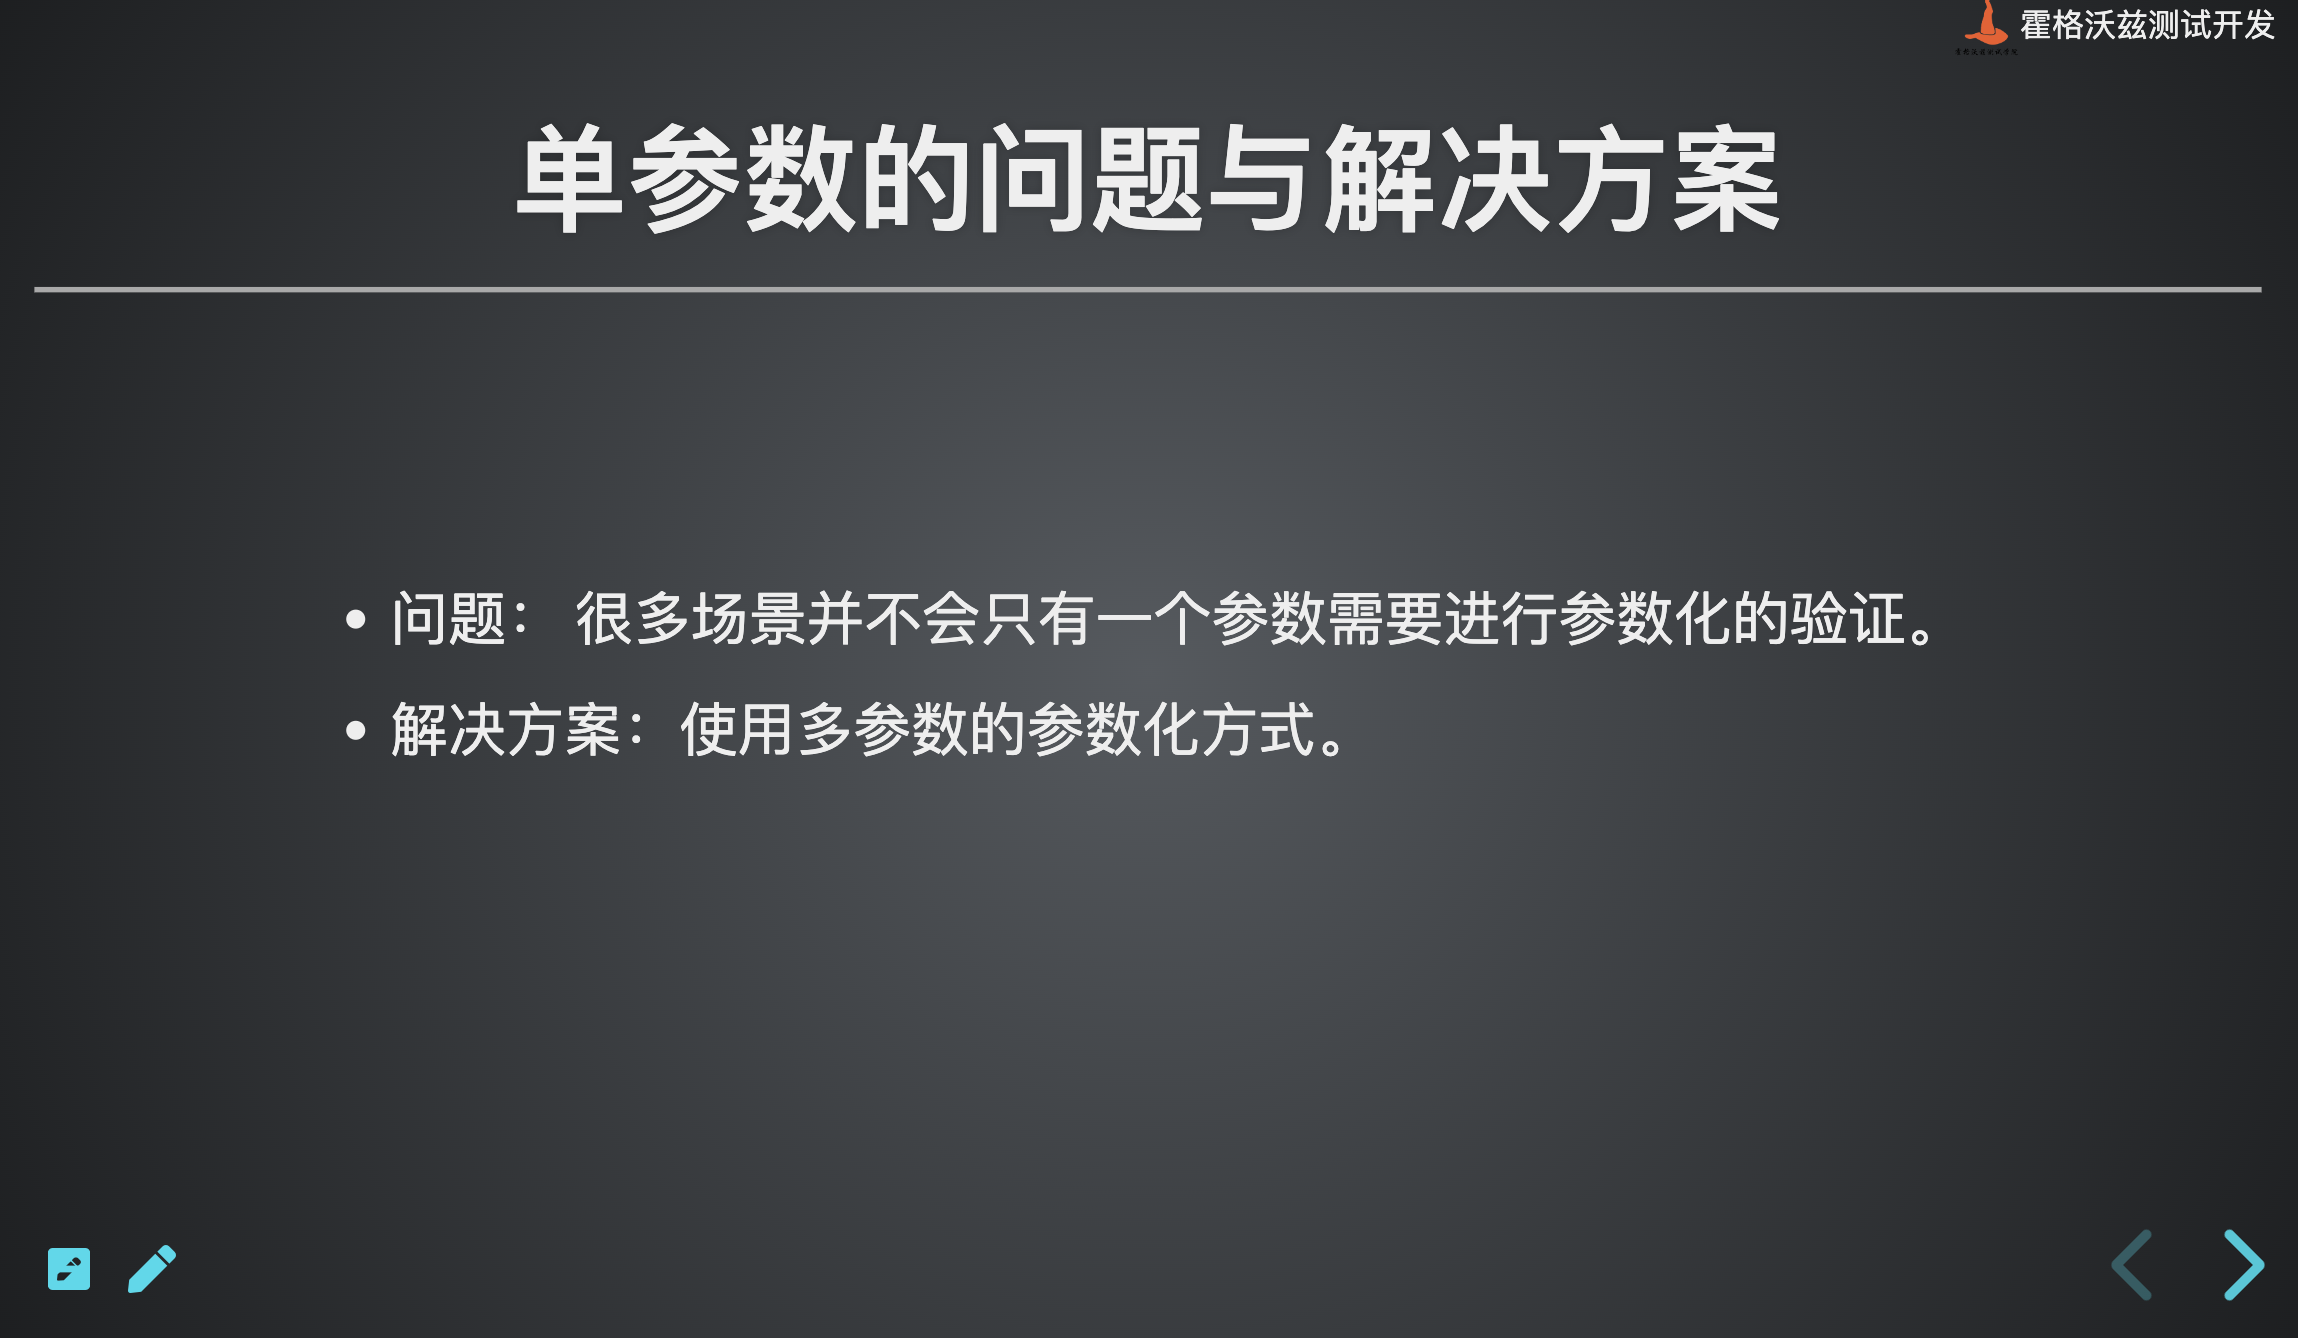 霍格沃兹测试开发
单参数的问题与解决方案
• 问题： 很多场景并不会只有一个参数需要进行参数化的验证。
• 解决方案：使用多参数的参数化方式。